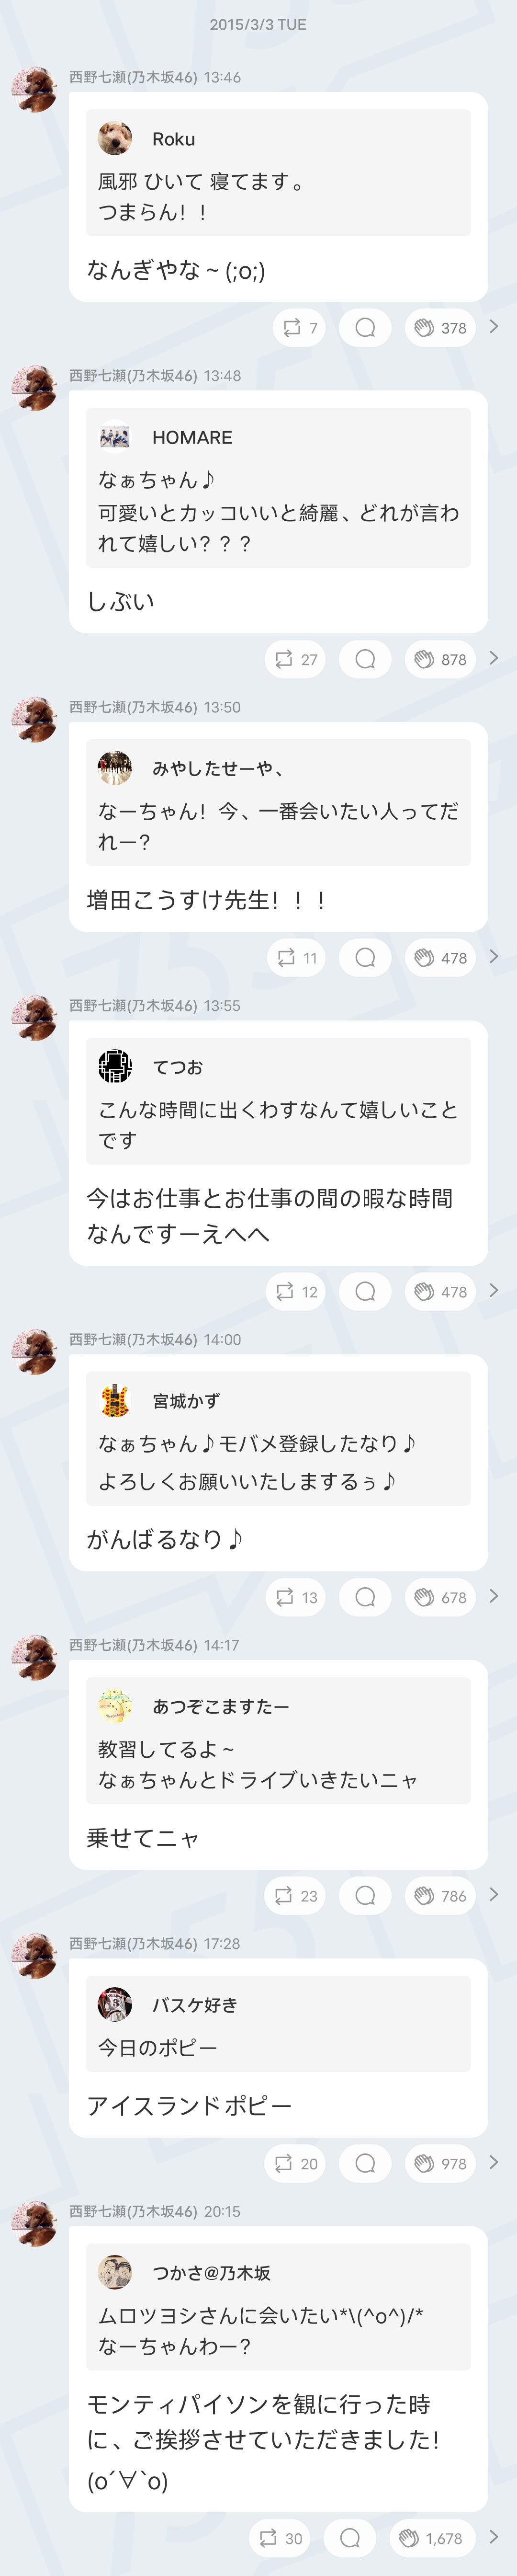 2015/3/3 TUE
西野七瀬(乃木坂46) 13:46
Roku
風邪 ひいて 寝てます。
つまらん！！
なんぎやな～(;o;)
7
378
西野七瀬(乃木坂46) 13:48
HOMARE
なぁちゃん♪
可愛いとカッコいいと綺麗、どれが言わ
れて嬉しい？？？
しぶい
27
878
西野七瀬(乃木坂46) 13:50
みやしたせーや、
なーちゃん！今、一番会いたい人ってだ
れー？
増田こうすけ先生！！！
11
478
西野七瀬(乃木坂46) 13:55
てつお
こんな時間に出くわすなんて嬉しいこと
です
今はお仕事とお仕事の間の暇な時間
なんですーえへへ
12
478
西野七瀬(乃木坂46) 14:00
宮城かず
なぁちゃん♪モバメ登録したなり♪
よろしくお願いいたしまするぅ♪
がんばるなり♪
13
678
西野七瀬(乃木坂46) 14:17
あつぞこますたー
教習してるよ～
なぁちゃんとドライブいきたいニャ
乗せてニャ
23
786
西野七瀬(乃木坂46) 17:28
バスケ好き
今日のポピー
アイスランドポピー
20
978
西野七瀬(乃木坂46) 20:15
つかさ@乃木坂
ムロツヨシさんに会いたい*\(^o^)/*
なーちゃんわー？
モンティパイソンを観に行った時
に、ご挨拶させていただきました！
(о´∀`о)
30
1,678